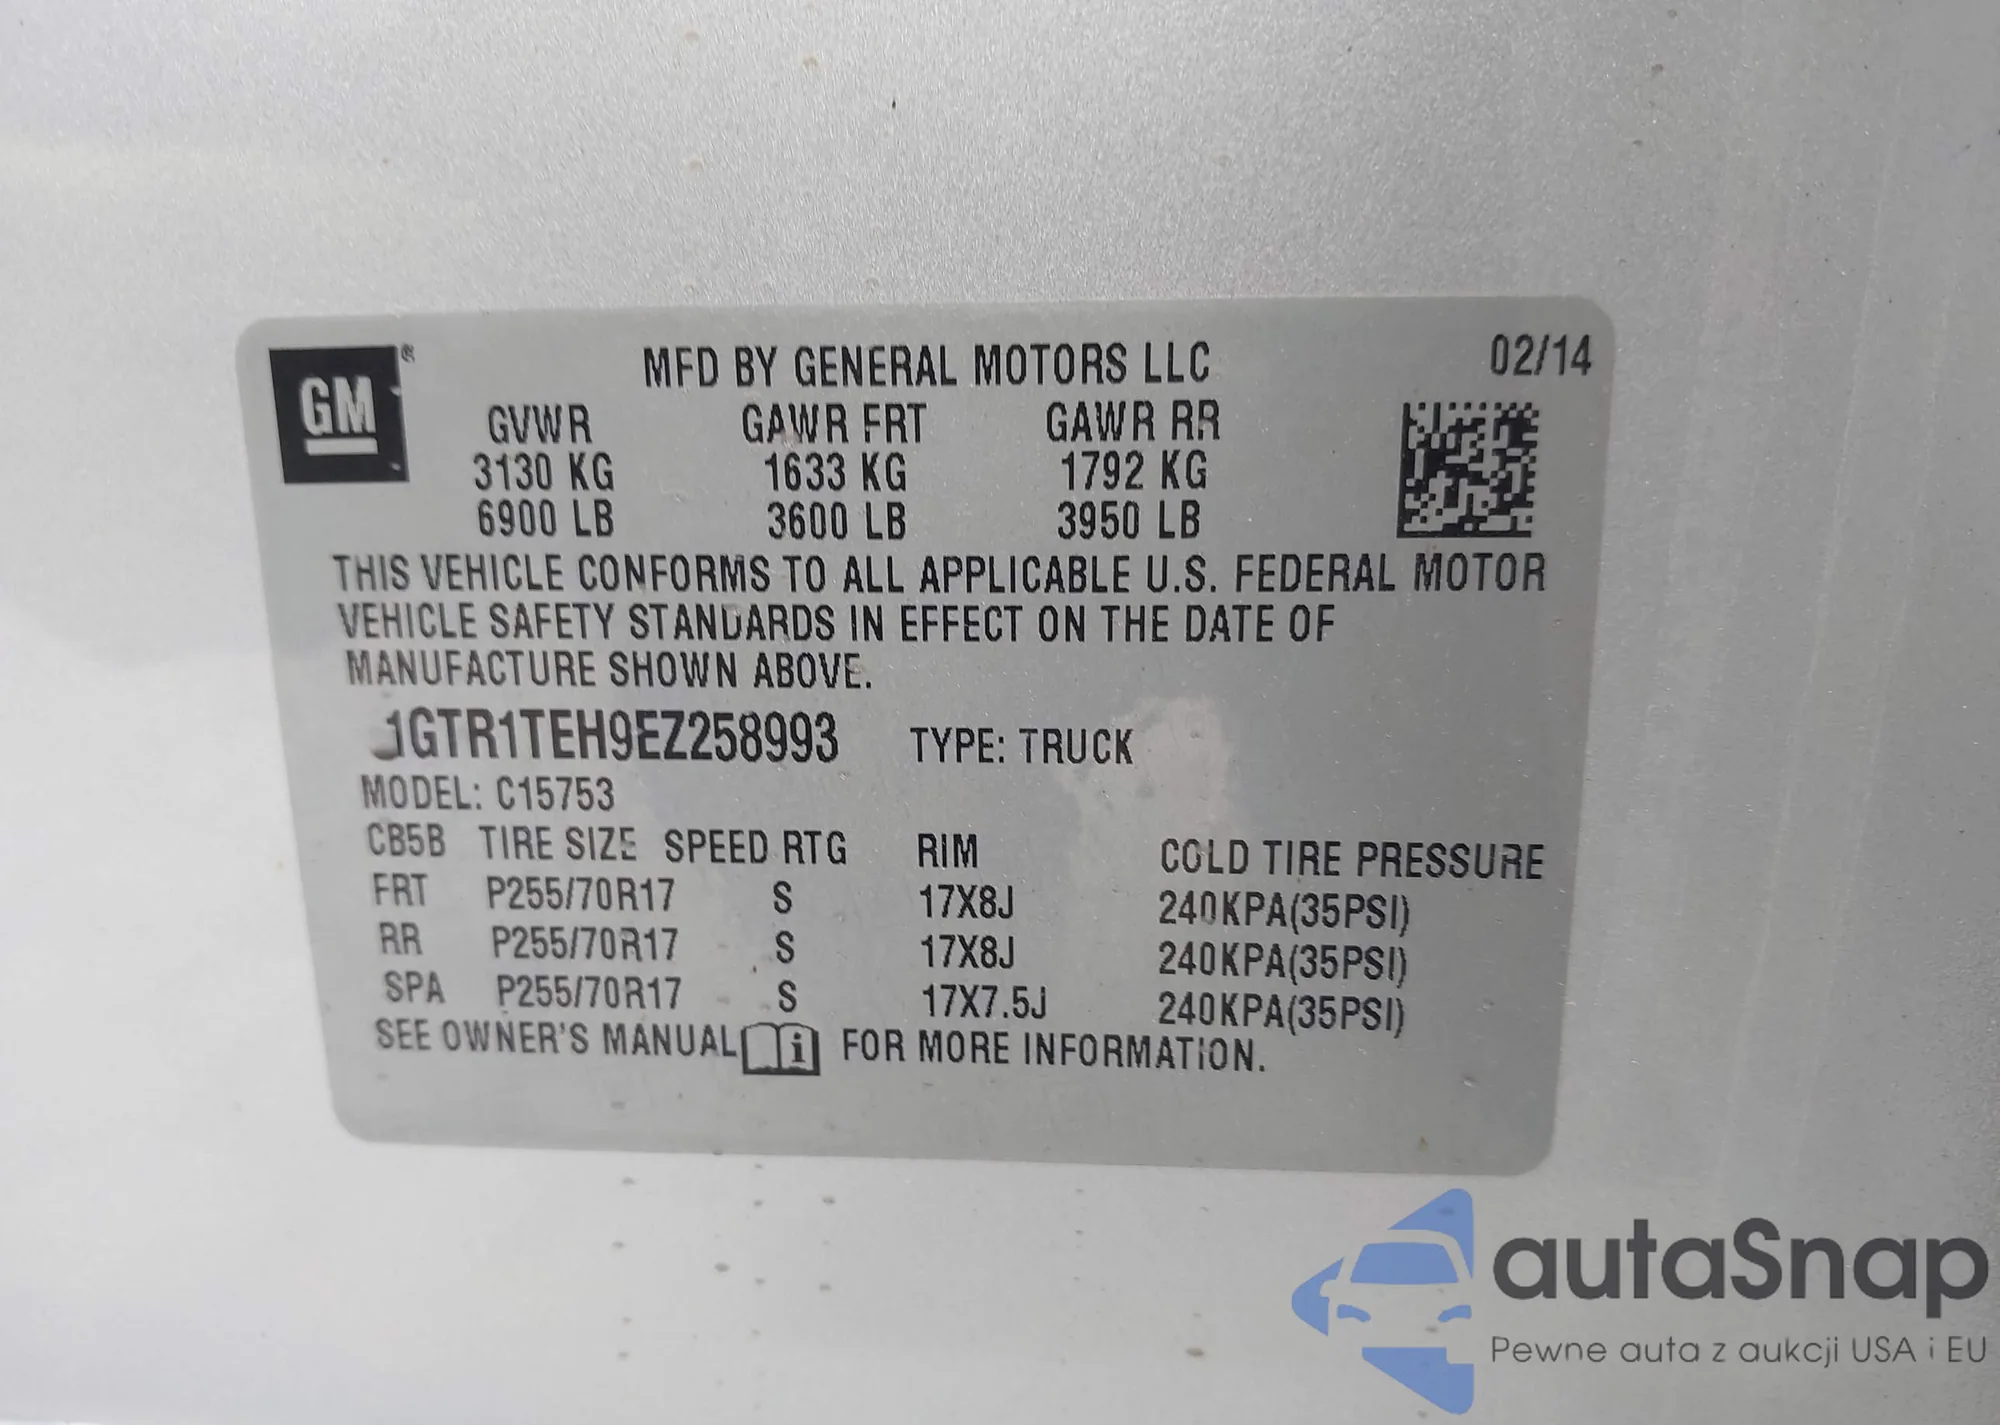 GM®
MFD BY GENERAL MOTORS LLC 02/14
GVWR GAWR FRT GAWR RR
3130 KG 1633 KG 1792 KG
6900 LB 3600 LB 3950 LB
THIS VEHICLE CONFORMS TO ALL APPLICABLE U.S. FEDERAL MOTOR
VEHICLE SAFETY STANDARDS IN EFFECT ON THE DATE OF
MANUFACTURE SHOWN ABOVE.
1GTR1TEH9EZ258993 TYPE: TRUCK
MODEL: C15753
CB5B TIRE SIZE SPEED RTG RIM COLD TIRE PRESSURE
FRT P255/70R17 S 17X8J 240KPA(35PSI)
RR P255/70R17 S 17X8J 240KPA(35PSI)
SPA P255/70R17 S 17X7.5J 240KPA(35PSI)
SEE OWNER'S MANUAL i FOR MORE INFORMATION.
autaSnap
Pewne auta z aukcji USA i EU